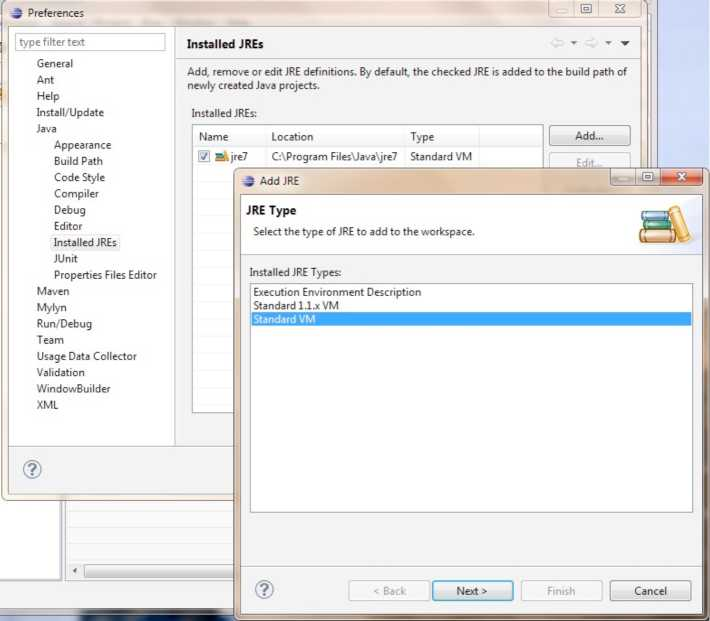 Preferences
type filter text
General
Ant
Help
Install/Update
Java
Appearance
Build Path
Code Style
Compiler
Debug
Editor
Installed JREs
JUnit
Properties Files Editor
Maven
Mylyn
Run/Debug
Team
Usage Data Collector
Validation
WindowBuilder
XML
Installed JREs
Add, remove or edit JRE definitions. By default, the checked JRE is added to the build path of
newly created Java projects.
Installed JREs:
Name Location Type
jre7 C:\Program Files\Java\jre7 Standard VM
Add...
Edit...
Add JRE
JRE Type
Select the type of JRE to add to the workspace.
Installed JRE Types:
Execution Environment Description
Standard 1.1.x VM
Standard VM
< Back Next > Finish Cancel